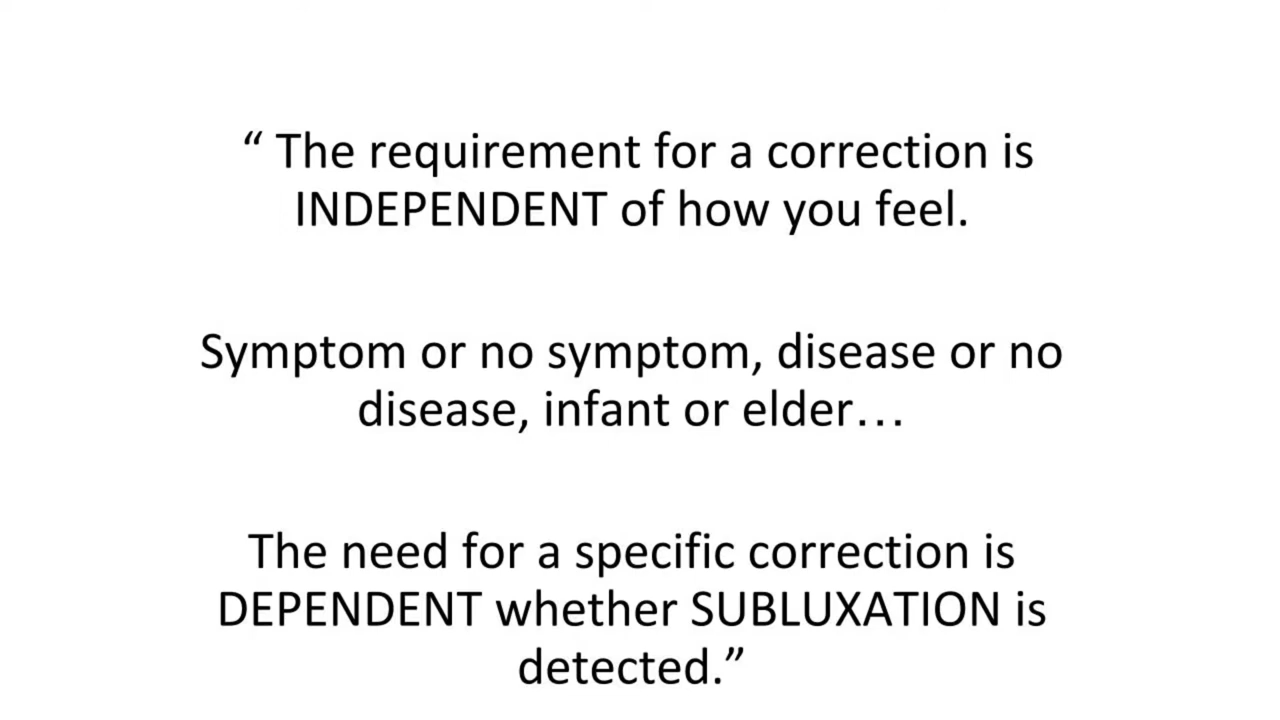 “ The requirement for a correction is
INDEPENDENT of how you feel.
Symptom or no symptom, disease or no
disease, infant or elder…
The need for a specific correction is
DEPENDENT whether SUBLUXATION is
detected.”